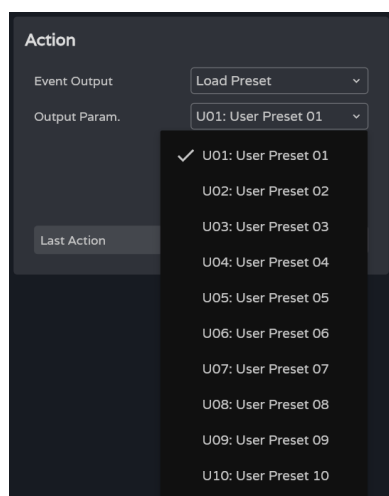 Action
Event Output Load Preset
Output Param. U01: User Preset 01
U01: User Preset 01
U02: User Preset 02
U03: User Preset 03
U04: User Preset 04
Last Action
U05: User Preset 05
U06: User Preset 06
U07: User Preset 07
U08: User Preset 08
U09: User Preset 09
U10: User Preset 10